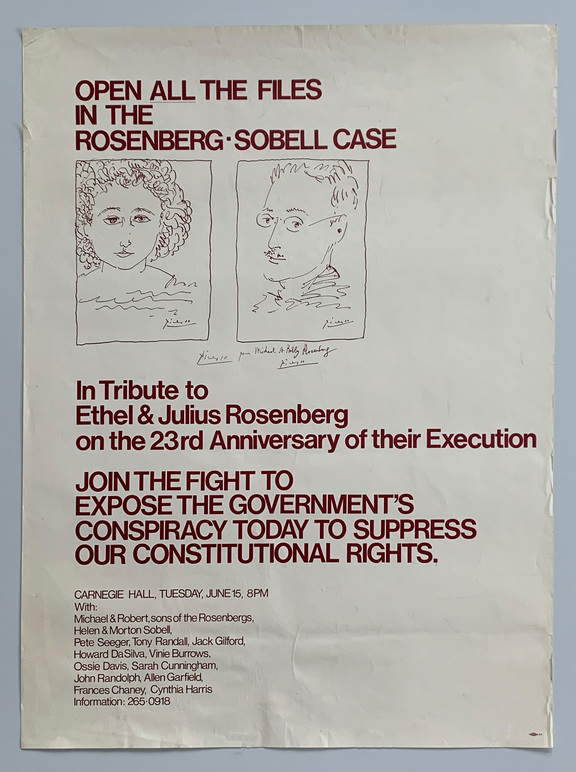 OPEN ALL THE FILES
IN THE
ROSENBERG·SOBELL CASE
Picasso
Picasso
Picasso pour Michael & Robby Rosenberg
Picasso
In Tribute to
Ethel & Julius Rosenberg
on the 23rd Anniversary of their Execution
JOIN THE FIGHT TO
EXPOSE THE GOVERNMENT'S
CONSPIRACY TODAY TO SUPPRESS
OUR CONSTITUTIONAL RIGHTS.
CARNEGIE HALL, TUESDAY, JUNE 15, 8PM
With:
Michael & Robert, sons of the Rosenbergs,
Helen & Morton Sobell,
Pete Seeger, Tony Randall, Jack Gilford,
Howard DaSilva, Vinie Burrows,
Ossie Davis, Sarah Cunningham,
John Randolph, Allen Garfield,
Frances Chaney, Cynthia Harris
Information: 265·0918